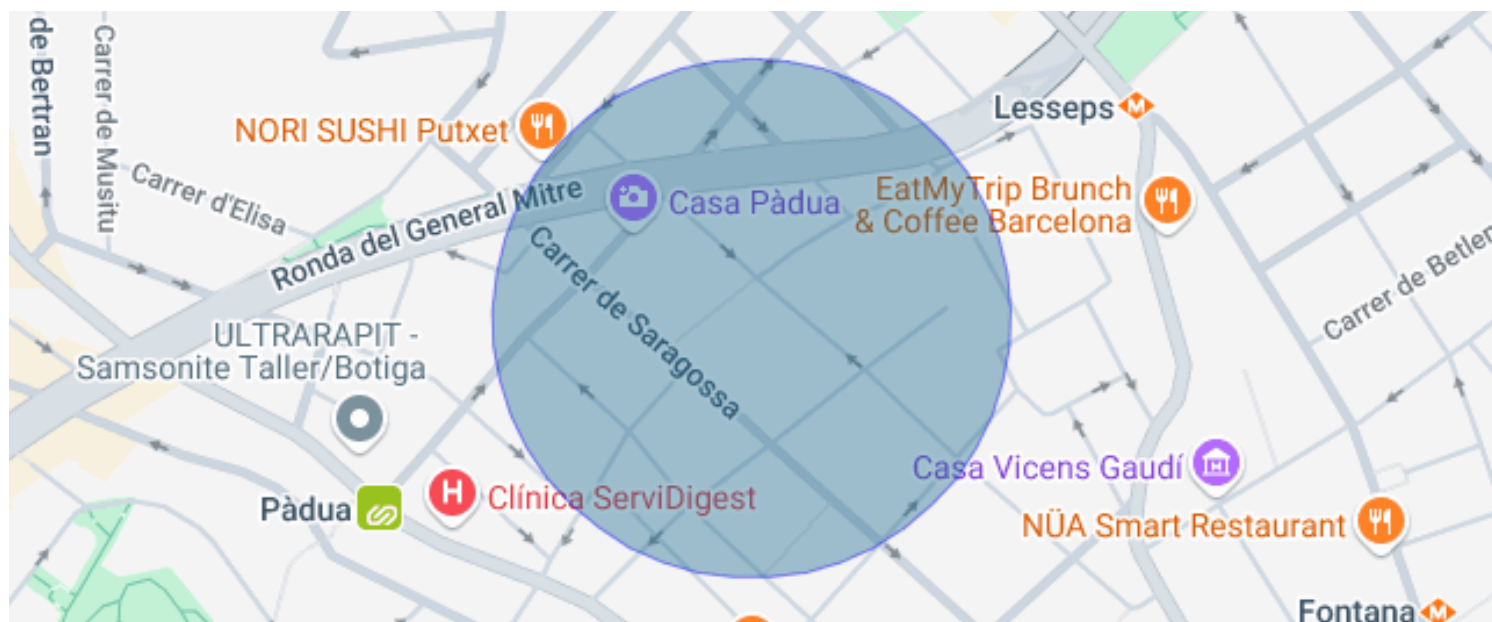 de Bertran
Carrer de Musitu
NORI SUSHI Putxet
Lesseps
Carrer d'Elisa
Ronda del General Mitre
Casa Pàdua
EatMyTrip Brunch
& Coffee Barcelona
Carrer de Saragossa
Carrer de Betlem
ULTRARAPIT -
Samsonite Taller/Botiga
Casa Vicens Gaudí
Pàdua
H
Clínica ServiDigest
NÜA Smart Restaurant
Fontana